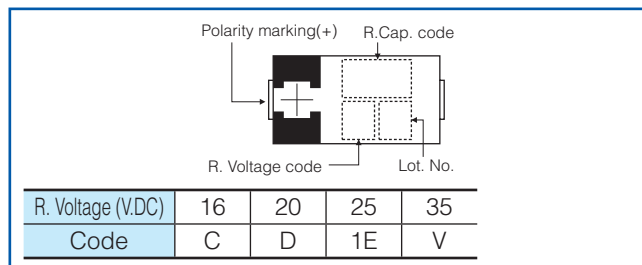 Polarity marking(+) R.Cap. code
R. Voltage code Lot. No.
R. Voltage (V.DC) 16 20 25 35
Code C D 1E V